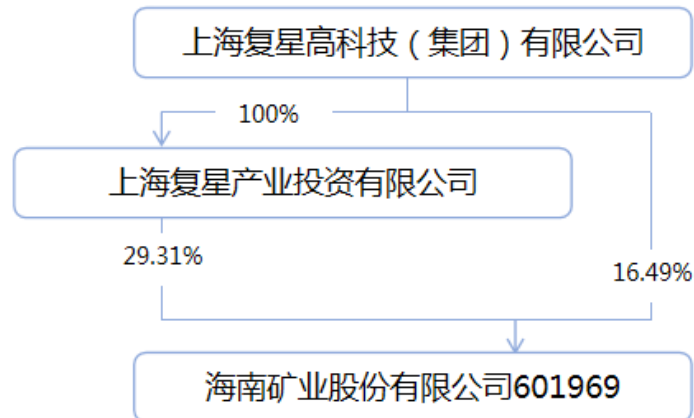 上海复星高科技（集团）有限公司
100%
上海复星产业投资有限公司
29.31%
16.49%
海南矿业股份有限公司601969